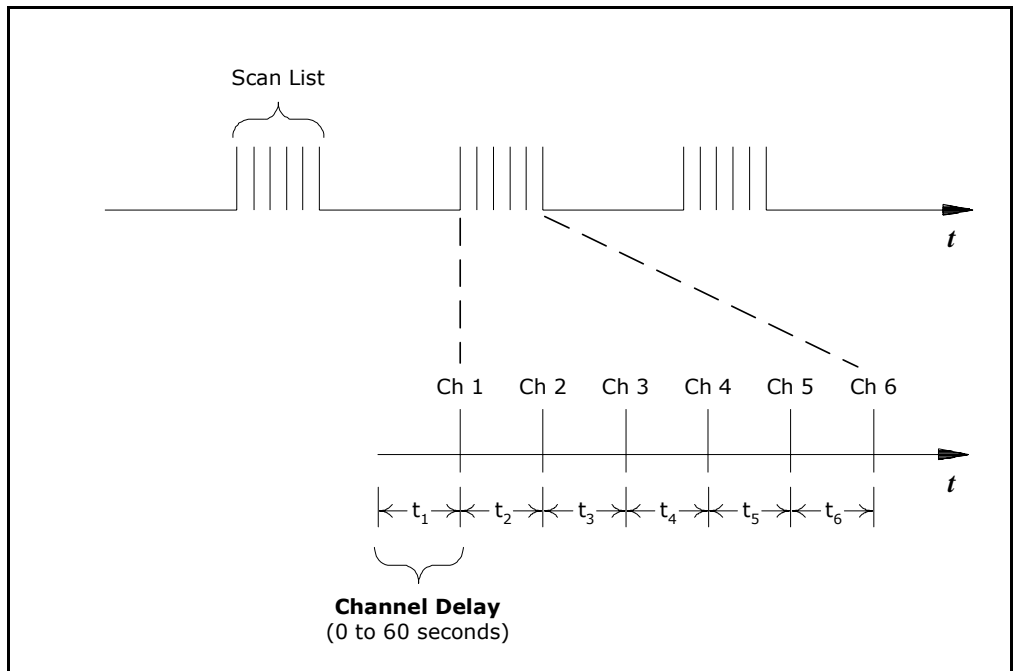 Scan List
t
Ch 1 Ch 2 Ch 3 Ch 4 Ch 5 Ch 6
t
t1 t2 t3 t4 t5 t6
Channel Delay
(0 to 60 seconds)